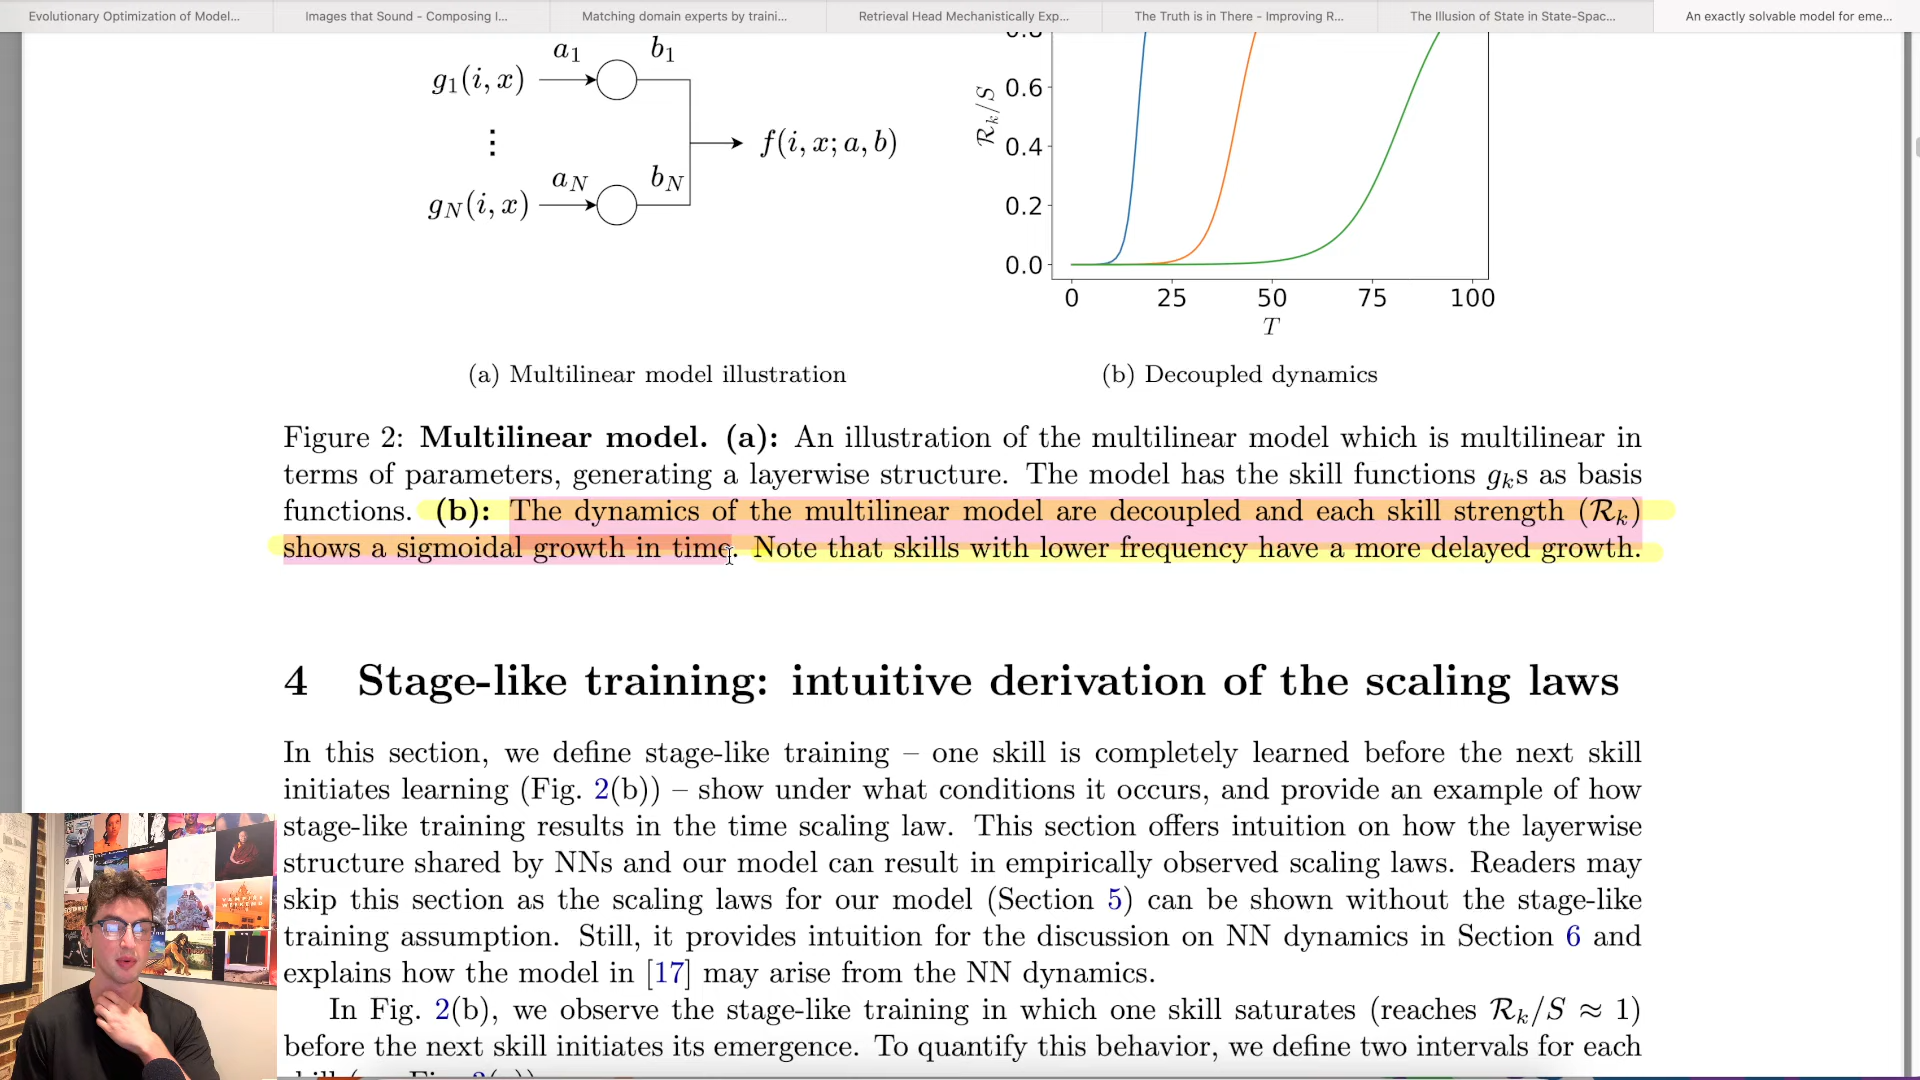 Evolutionary Optimization of Model...
Images that Sound - Composing I...
Matching domain experts by traini...
Retrieval Head Mechanistically Exp...
The Truth is in There - Improving R...
The Illusion of State in State-Spac...
An exactly solvable model for eme...
a₁ b₁
g₁(i, x)
⋮
f(i, x; a, b)
a_N b_N
g_N(i, x)
ℛₖ/S
0.6
0.4
0.2
0.0
0 25 50 75 100
T
(a) Multilinear model illustration
(b) Decoupled dynamics
Figure 2: Multilinear model. (a): An illustration of the multilinear model which is multilinear in
terms of parameters, generating a layerwise structure. The model has the skill functions gₖs as basis
functions. (b): The dynamics of the multilinear model are decoupled and each skill strength (ℛₖ)
shows a sigmoidal growth in time. Note that skills with lower frequency have a more delayed growth.
4 Stage-like training: intuitive derivation of the scaling laws
In this section, we define stage-like training – one skill is completely learned before the next skill
initiates learning (Fig. 2(b)) – show under what conditions it occurs, and provide an example of how
stage-like training results in the time scaling law. This section offers intuition on how the layerwise
structure shared by NNs and our model can result in empirically observed scaling laws. Readers may
skip this section as the scaling laws for our model (Section 5) can be shown without the stage-like
training assumption. Still, it provides intuition for the discussion on NN dynamics in Section 6 and
explains how the model in [17] may arise from the NN dynamics.
In Fig. 2(b), we observe the stage-like training in which one skill saturates (reaches ℛₖ/S ≈ 1)
before the next skill initiates its emergence. To quantify this behavior, we define two intervals for each